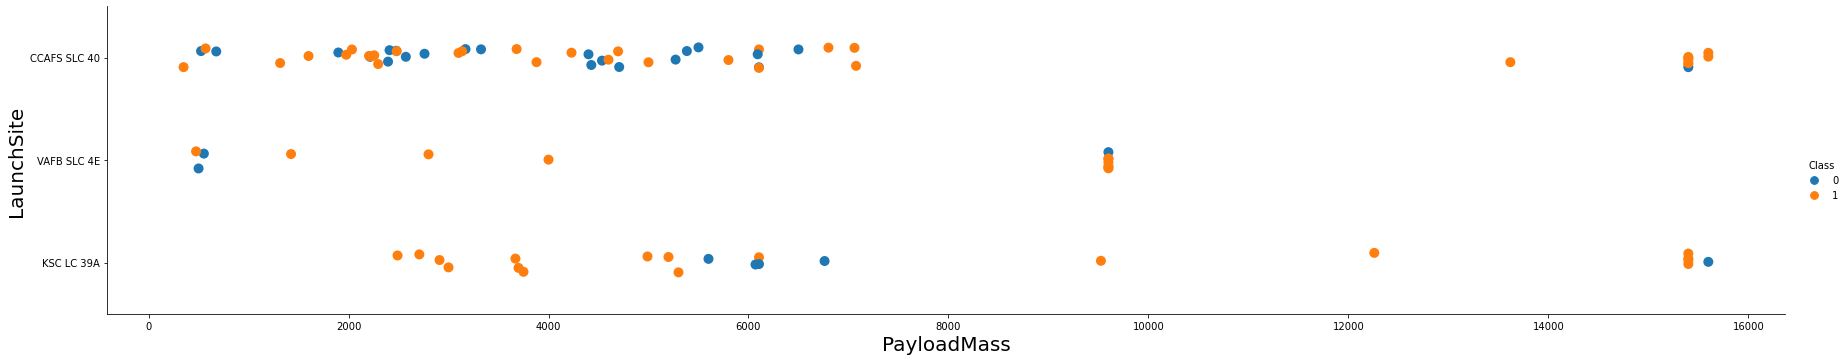 LaunchSite
CCAFS SLC 40
VAFB SLC 4E
KSC LC 39A
0 2000 4000 6000 8000 10000 12000 14000 16000
PayloadMass
Class
0
1